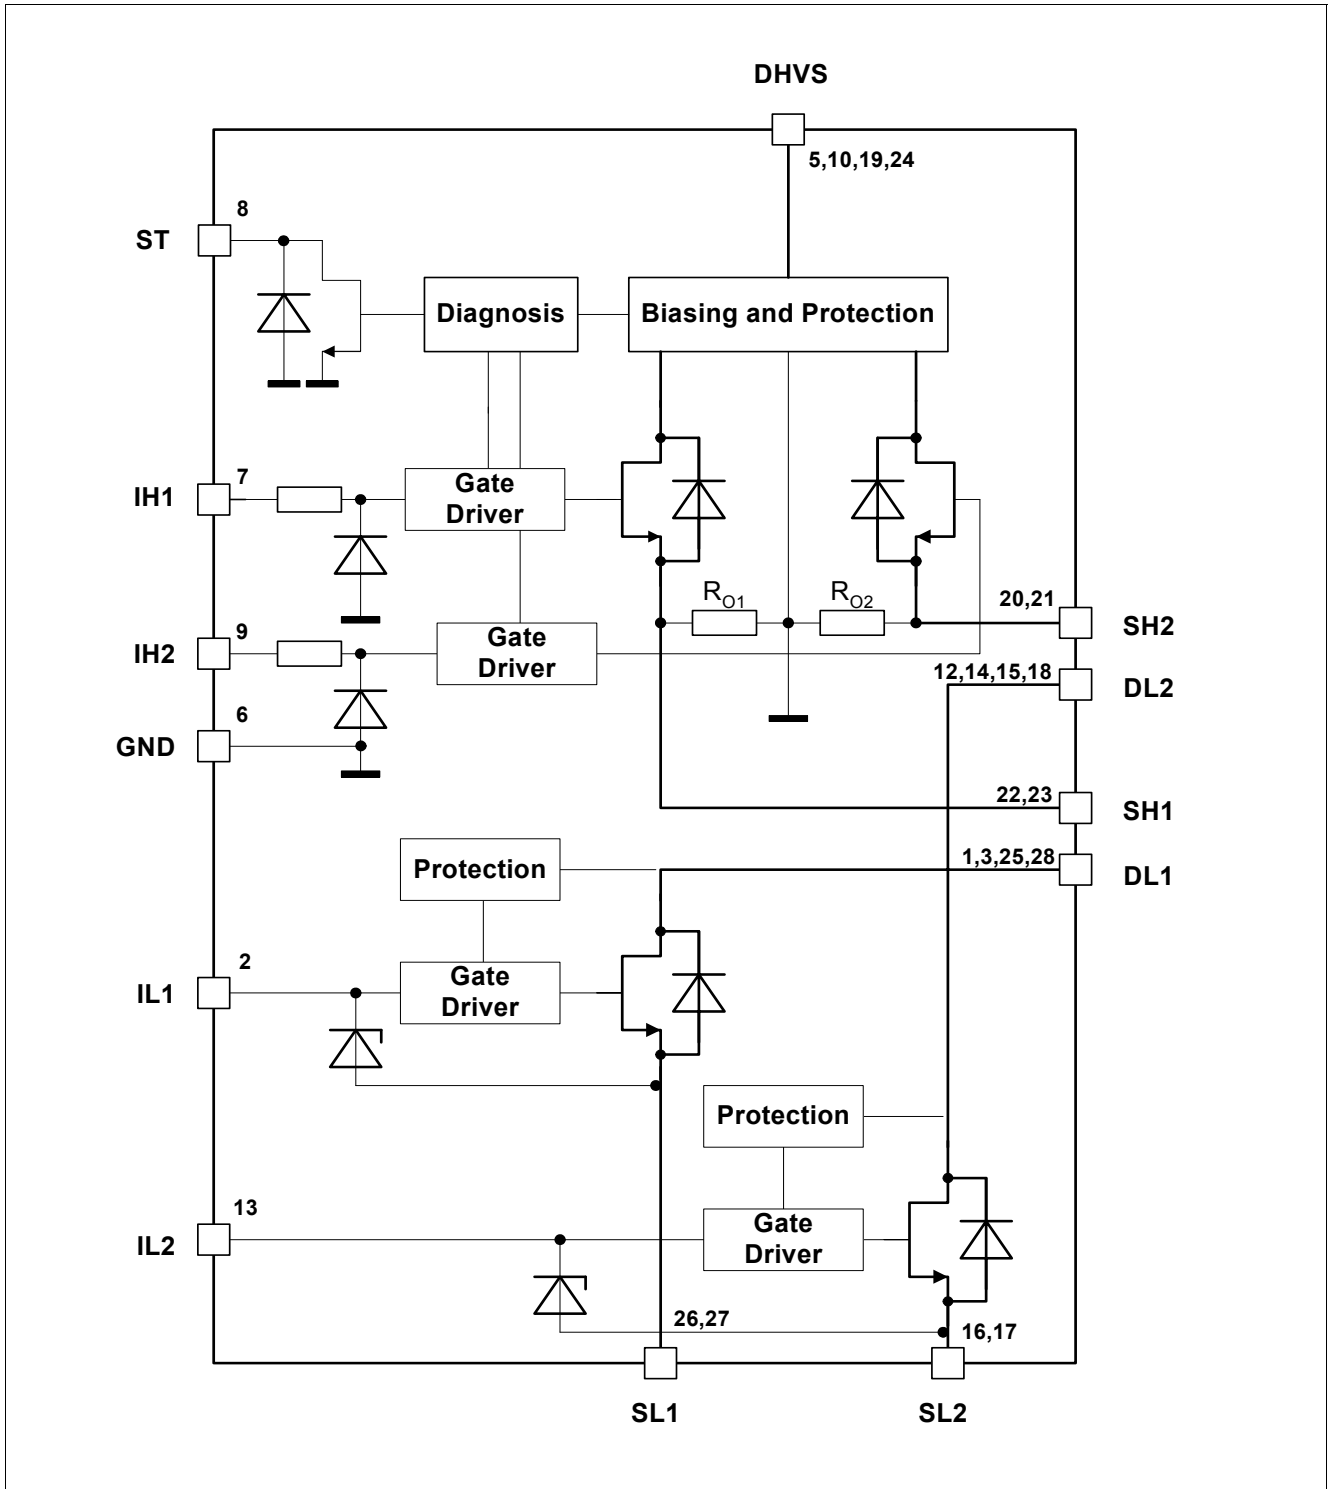 DHVS
5,10,19,24
8
ST
Diagnosis
Biasing and Protection
7
IH1
Gate
Driver
RO1
RO2
20,21
SH2
9
IH2
Gate
Driver
12,14,15,18
DL2
6
GND
22,23
SH1
Protection
1,3,25,28
DL1
2
IL1
Gate
Driver
Protection
13
IL2
Gate
Driver
26,27
16,17
SL1
SL2